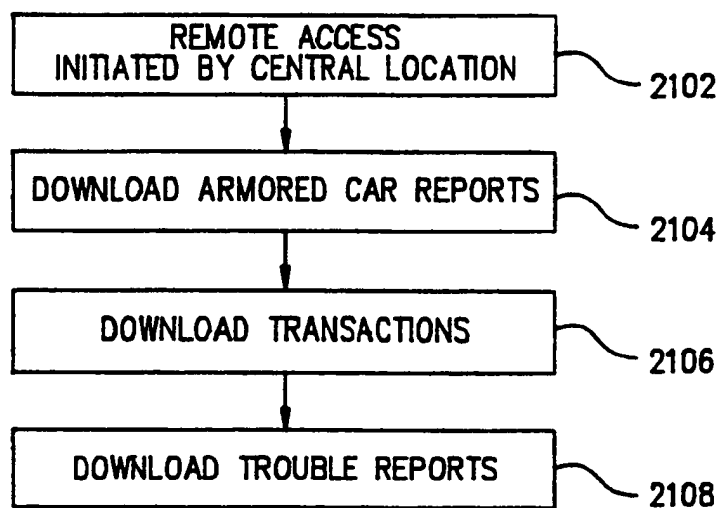 REMOTE ACCESS
INITIATED BY CENTRAL LOCATION
2102
DOWNLOAD ARMORED CAR REPORTS
2104
DOWNLOAD TRANSACTIONS
2106
DOWNLOAD TROUBLE REPORTS
2108